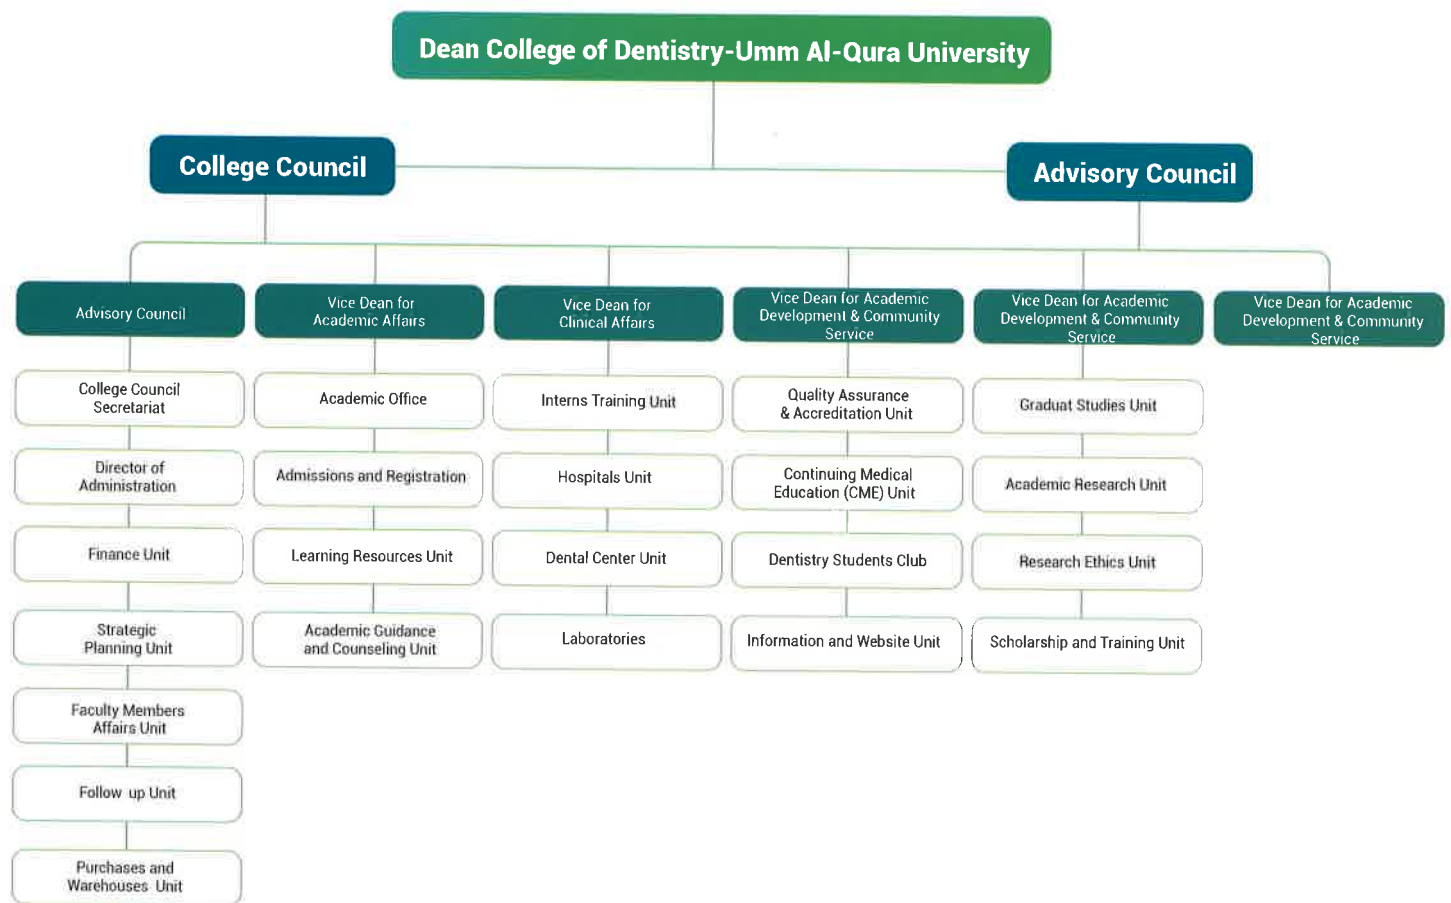 Dean College of Dentistry-Umm Al-Qura University
College Council
Advisory Council
Advisory Council
College Council
Secretariat
Director of
Administration
Finance Unit
Strategic
Planning Unit
Faculty Members
Affairs Unit
Follow up Unit
Purchases and
Warehouses Unit
Vice Dean for
Academic Affairs
Academic Office
Admissions and Registration
Learning Resources Unit
Academic Guidance
and Counseling Unit
Vice Dean for
Clinical Affairs
Interns Training Unit
Hospitals Unit
Dental Center Unit
Laboratories
Vice Dean for Academic
Development & Community
Service
Quality Assurance
& Accreditation Unit
Continuing Medical
Education (CME) Unit
Dentistry Students Club
Information and Website Unit
Vice Dean for Academic
Development & Community
Service
Graduat Studies Unit
Academic Research Unit
Research Ethics Unit
Scholarship and Training Unit
Vice Dean for Academic
Development & Community
Service